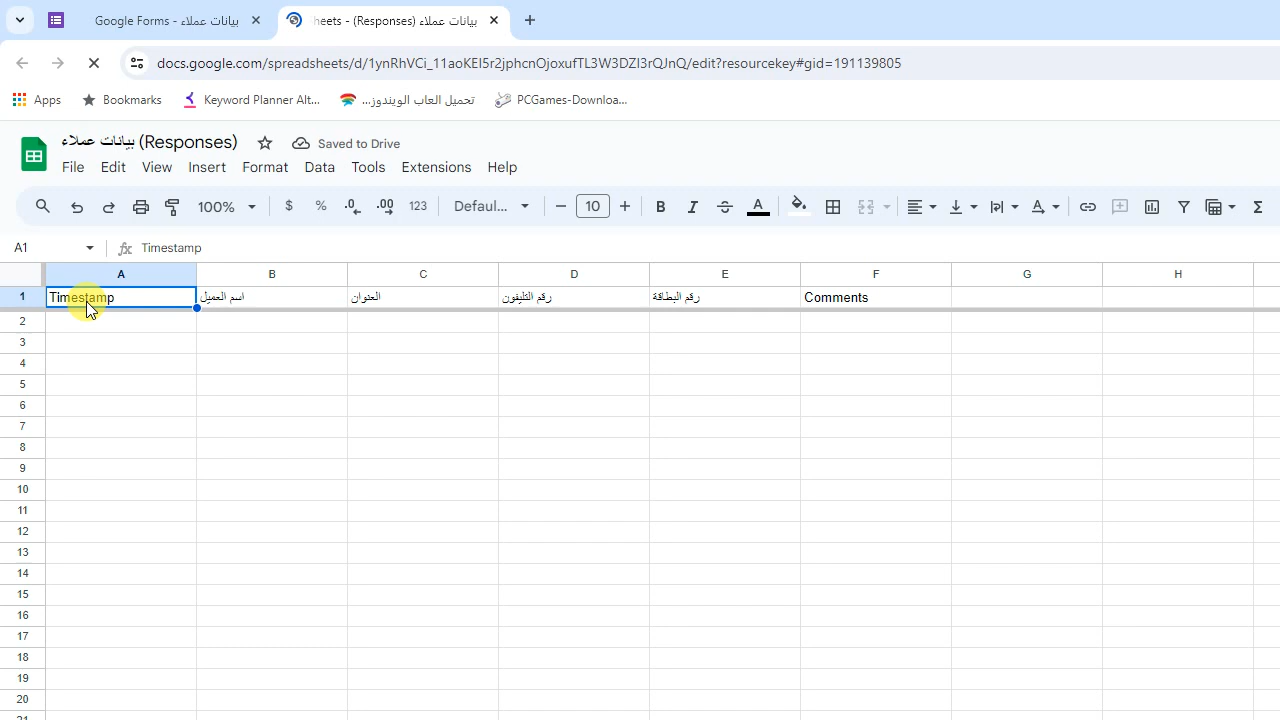 Google Forms - بيانات عملاء
heets - (Responses) بيانات عملاء
docs.google.com/spreadsheets/d/1ynRhVCi_11aoKEI5r2jphcnOjoxufTL3W3DZI3rQJnQ/edit?resourcekey#gid=191139805
Apps Bookmarks Keyword Planner Alt... تحميل العاب الويندوز... PCGames-Downloa...
بيانات عملاء (Responses) Saved to Drive
File Edit View Insert Format Data Tools Extensions Help
100% $ % .0 .00 123 Defaul... 10 B I S A Σ
A1 fx Timestamp
A B C D E F G H
1 Timestamp اسم العميل العنوان رقم التليفون رقم البطاقة Comments
2
3
4
5
6
7
8
9
10
11
12
13
14
15
16
17
18
19
20
21